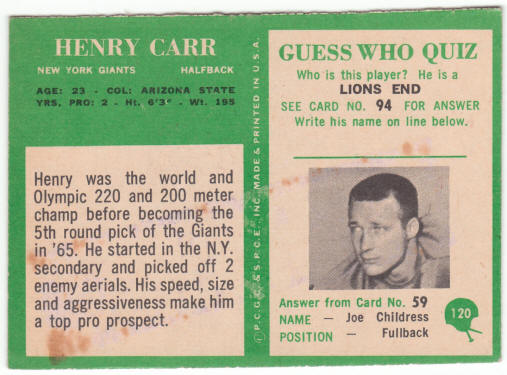 HENRY CARR
NEW YORK GIANTS HALFBACK
AGE: 23 - COL: ARIZONA STATE
YRS, PRO: 2 - Ht. 6'3" - Wt. 195
Henry was the world and
Olympic 220 and 200 meter
champ before becoming the
5th round pick of the Giants
in '65. He started in the N.Y.
secondary and picked off 2
enemy aerials. His speed, size
and aggressiveness make him
a top pro prospect.
© P.C.G.C. & S.P.C.E. INC. MADE & PRINTED IN U.S.A.
GUESS WHO QUIZ
Who is this player? He is a
LIONS END
SEE CARD NO. 94 FOR ANSWER
Write his name on line below.
Answer from Card No. 59
NAME — Joe Childress
POSITION — Fullback
120